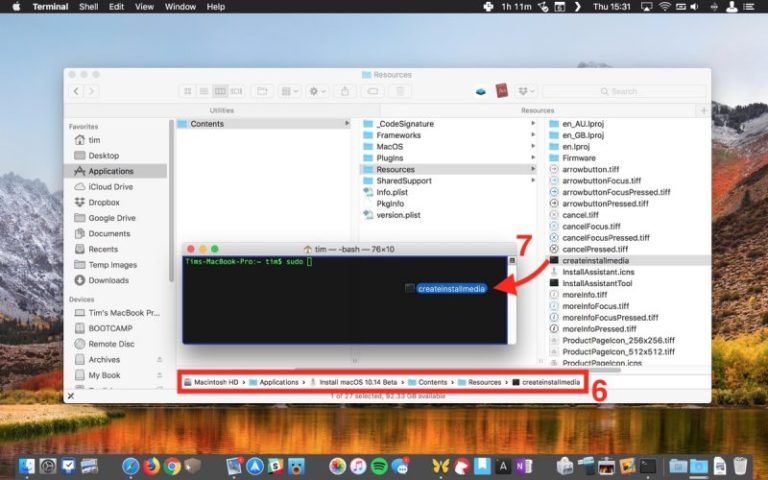 Terminal Shell Edit View Window Help 1h 11m Thu 15:31
Resources
Search
Utilities Resources
Favorites
tim
Desktop
Applications
iCloud Drive
Dropbox
Google Drive
Documents
Recents
Temp Images
Downloads
Devices
Tim's MacBook Pr...
BOOTCAMP
Remote Disc
Archives
My Book
Contents
_CodeSignature
Frameworks
MacOS
PlugIns
Resources
SharedSupport
Info.plist
PkgInfo
version.plist
en_AU.lproj
en_GB.lproj
en.lproj
Firmware
arrowbutton.tiff
arrowbuttonFocus.tiff
arrowbuttonFocusPressed.tiff
arrowbuttonPressed.tiff
cancel.tiff
cancelFocus.tiff
cancelFocusPressed.tiff
cancelPressed.tiff
createinstallmedia
InstallAssistant.icns
InstallAssistantTool
moreInfo.tiff
moreInfoFocus.tiff
moreInfoFocusPressed.tiff
moreInfoPressed.tiff
ProductPageIcon_256x256.tiff
ProductPageIcon_512x512.tiff
ProductPageIcon.icns
tim — -bash — 76×10
Tims-MacBook-Pro:~ tim$ sudo
createinstallmedia
7
Macintosh HD › Applications › Install macOS 10.14 Beta › Contents › Resources › createinstallmedia
6
1 of 27 selected, 92.33 GB available